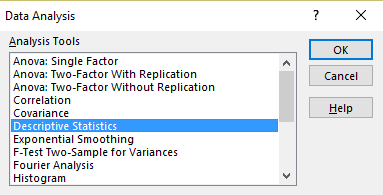 Data Analysis
?
Analysis Tools
Anova: Single Factor
Anova: Two-Factor With Replication
Anova: Two-Factor Without Replication
Correlation
Covariance
Descriptive Statistics
Exponential Smoothing
F-Test Two-Sample for Variances
Fourier Analysis
Histogram
OK
Cancel
Help